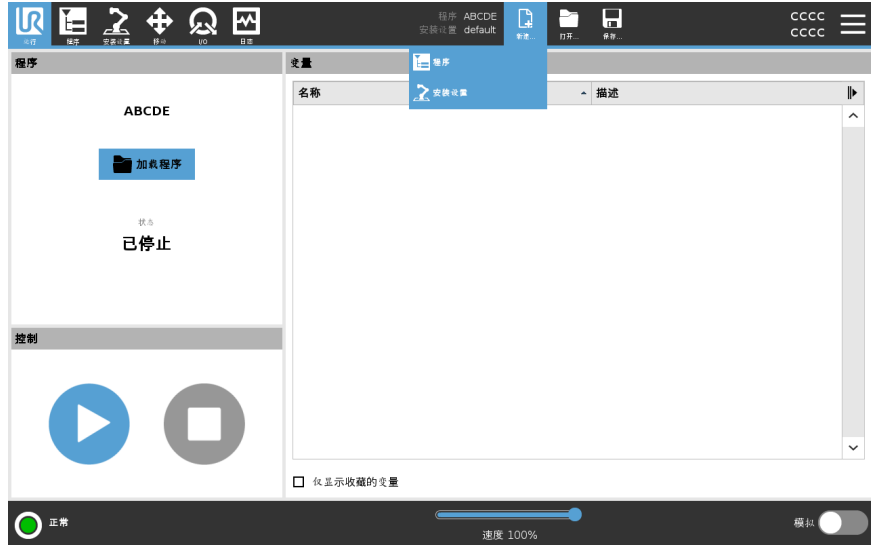 UR
运行
程序
安装设置
移动
I/O
日志
程序 ABCDE
安装设置 default
新建...
打开...
保存...
CCCC
CCCC
程序
变量
程序
安装设置
名称
描述
ABCDE
加载程序
状态
已停止
控制
仅显示收藏的变量
正常
速度 100%
模拟